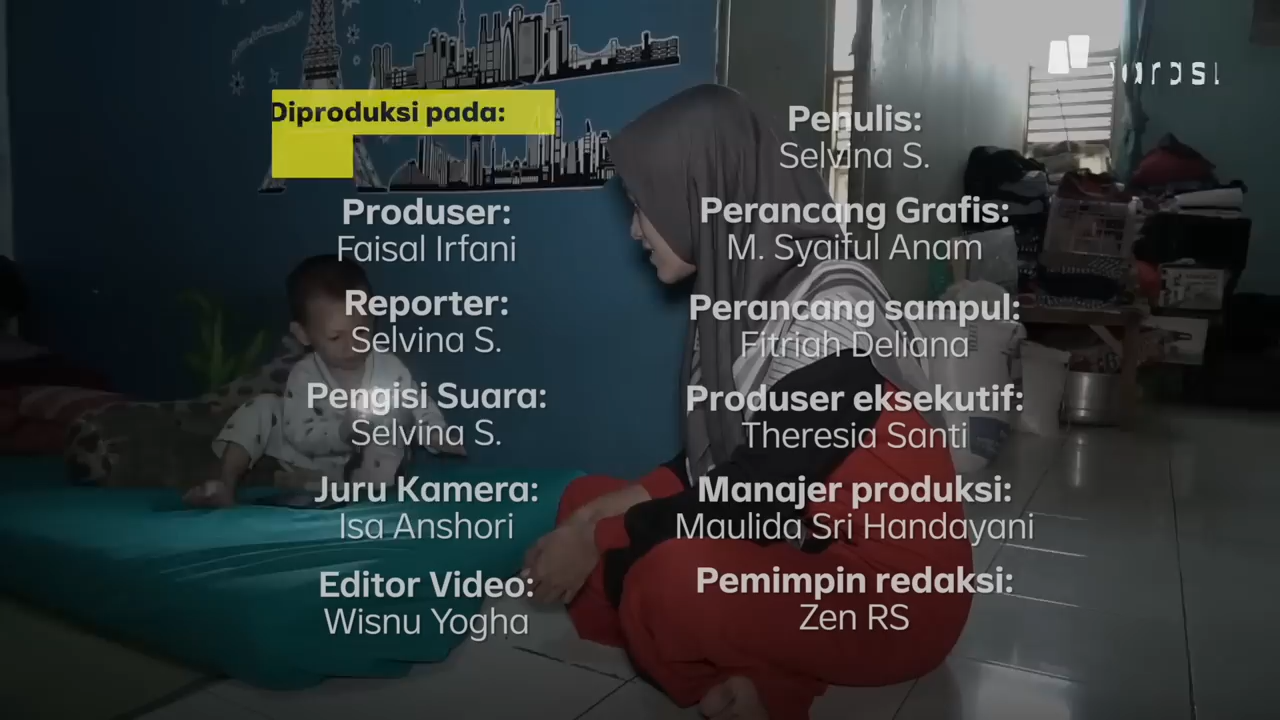 Diproduksi pada:
Produser:
Faisal Irfani
Reporter:
Selvina S.
Pengisi Suara:
Selvina S.
Juru Kamera:
Isa Anshori
Editor Video:
Wisnu Yogha
Penulis:
Selvina S.
Perancang Grafis:
M. Syaiful Anam
Perancang sampul:
Fitriah Deliana
Produser eksekutif:
Theresia Santi
Manajer produksi:
Maulida Sri Handayani
Pemimpin redaksi:
Zen RS